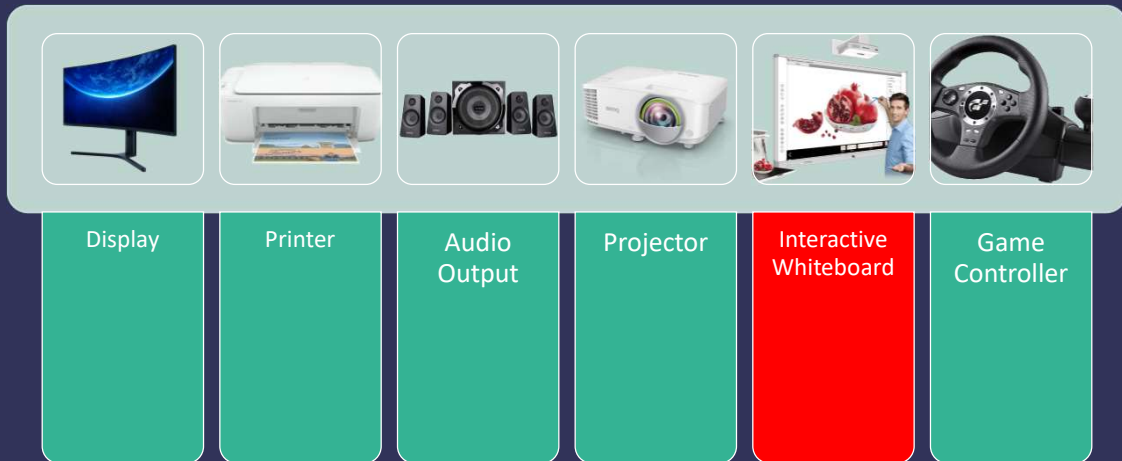 Display
Printer
Audio
Output
Projector
Interactive
Whiteboard
Game
Controller